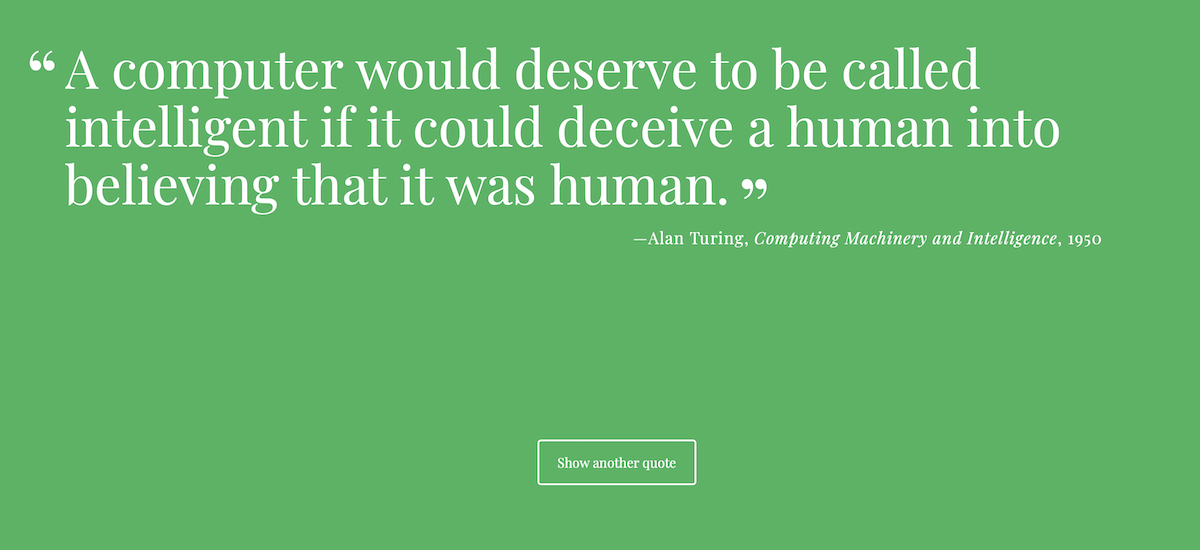 “ A computer would deserve to be called
intelligent if it could deceive a human into
believing that it was human. ”
—Alan Turing, Computing Machinery and Intelligence, 1950
Show another quote